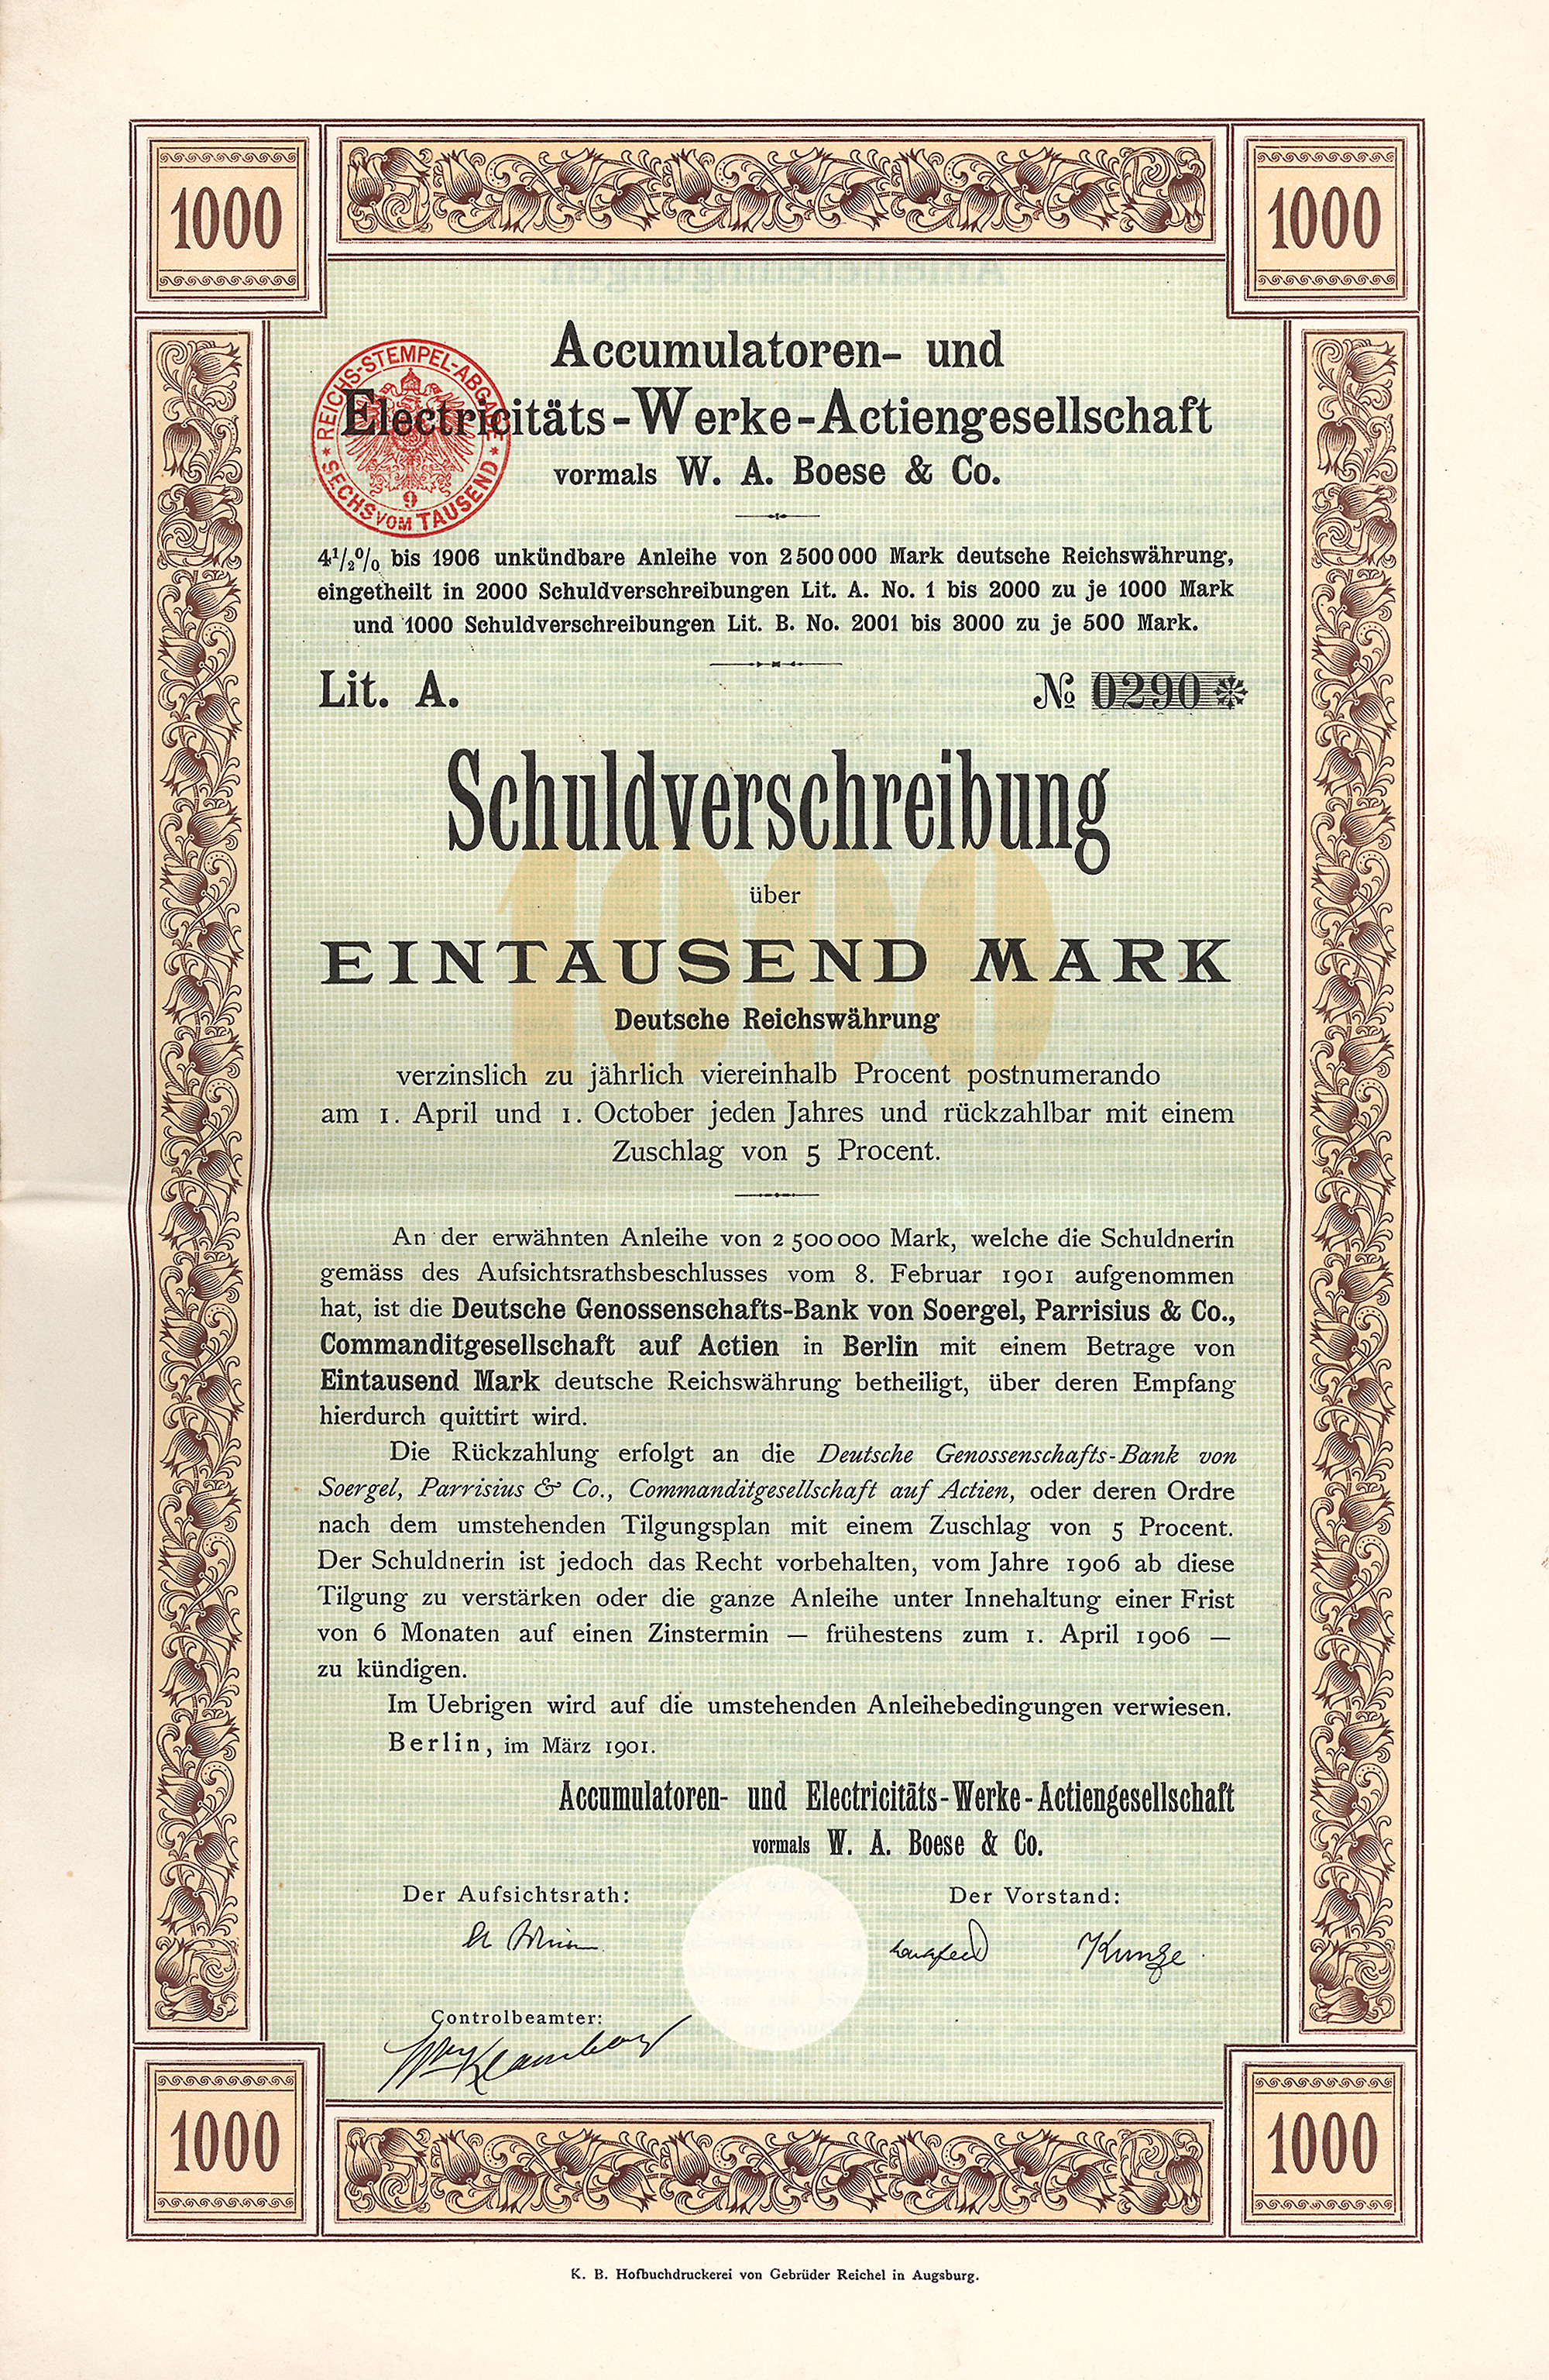 1000
1000
REICHS-STEMPEL-ABGABE
SECHS VOM TAUSEND
9
Accumulatoren- und
Electricitäts-Werke-Actiengesellschaft
vormals W. A. Boese & Co.
4½% bis 1906 unkündbare Anleihe von 2500000 Mark deutsche Reichswährung,
eingetheilt in 2000 Schuldverschreibungen Lit. A. No. 1 bis 2000 zu je 1000 Mark
und 1000 Schuldverschreibungen Lit. B. No. 2001 bis 3000 zu je 500 Mark.
Lit. A. № 0290
Schuldverschreibung
über
1000
EINTAUSEND MARK
Deutsche Reichswährung
verzinslich zu jährlich viereinhalb Procent postnumerando
am 1. April und 1. October jeden Jahres und rückzahlbar mit einem
Zuschlag von 5 Procent.
An der erwähnten Anleihe von 2 500 000 Mark, welche die Schuldnerin
gemäss des Aufsichtsrathsbeschlusses vom 8. Februar 1901 aufgenommen
hat, ist die Deutsche Genossenschafts-Bank von Soergel, Parrisius & Co.,
Commanditgesellschaft auf Actien in Berlin mit einem Betrage von
Eintausend Mark deutsche Reichswährung betheiligt, über deren Empfang
hierdurch quittirt wird.
Die Rückzahlung erfolgt an die Deutsche Genossenschafts-Bank von
Soergel, Parrisius & Co., Commanditgesellschaft auf Actien, oder deren Ordre
nach dem umstehenden Tilgungsplan mit einem Zuschlag von 5 Procent.
Der Schuldnerin ist jedoch das Recht vorbehalten, vom Jahre 1906 ab diese
Tilgung zu verstärken oder die ganze Anleihe unter Innehaltung einer Frist
von 6 Monaten auf einen Zinstermin — frühestens zum 1. April 1906 —
zu kündigen.
Im Uebrigen wird auf die umstehenden Anleihebedingungen verwiesen.
Berlin, im März 1901.
Accumulatoren- und Electricitäts-Werke-Actiengesellschaft
vormals W. A. Boese & Co.
Der Aufsichtsrath: Der Vorstand:
Kunze
Controlbeamter:
1000
1000
K. B. Hofbuchdruckerei von Gebrüder Reichel in Augsburg.